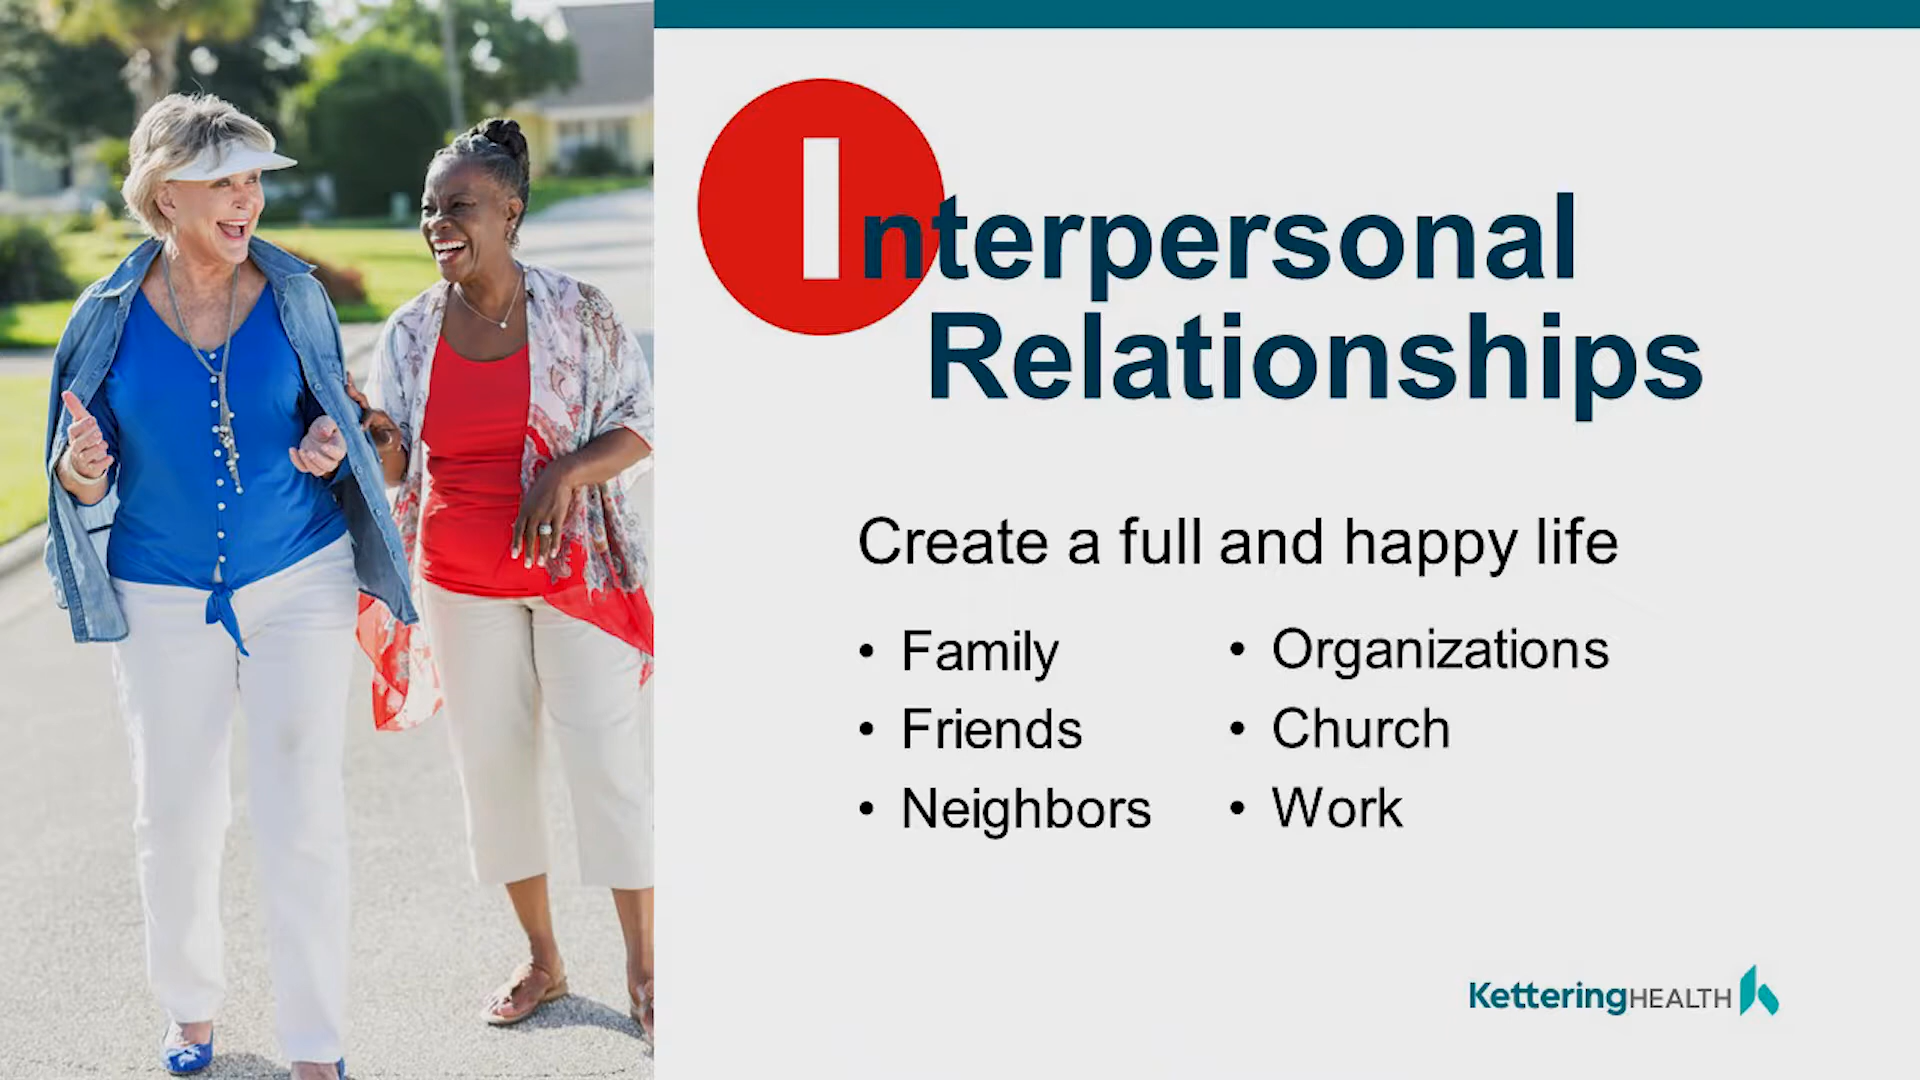 Interpersonal
Relationships
Create a full and happy life
• Family
• Friends
• Neighbors
• Organizations
• Church
• Work
KetteringHEALTH